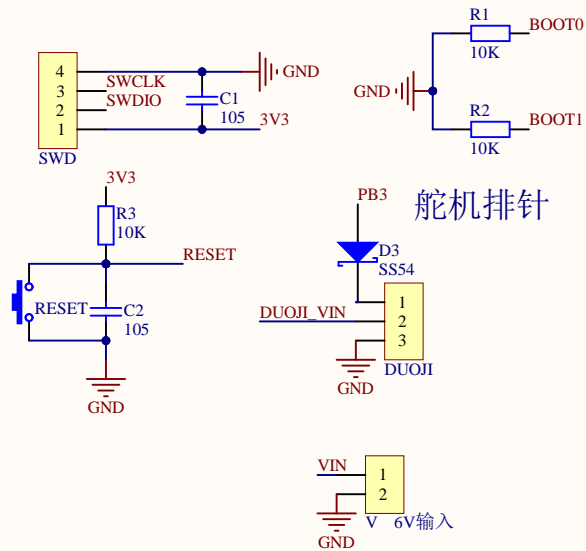 4
3
2
1
SWD
SWCLK
SWDIO
GND
C1
105
3V3
R1
10K
BOOT0
GND
R2
10K
BOOT1
3V3
R3
10K
RESET
RESET
C2
105
GND
舵机排针
PB3
D3
SS54
DUOJI_VIN
1
2
3
GND
DUOJI
VIN
1
2
V 6V输入
GND